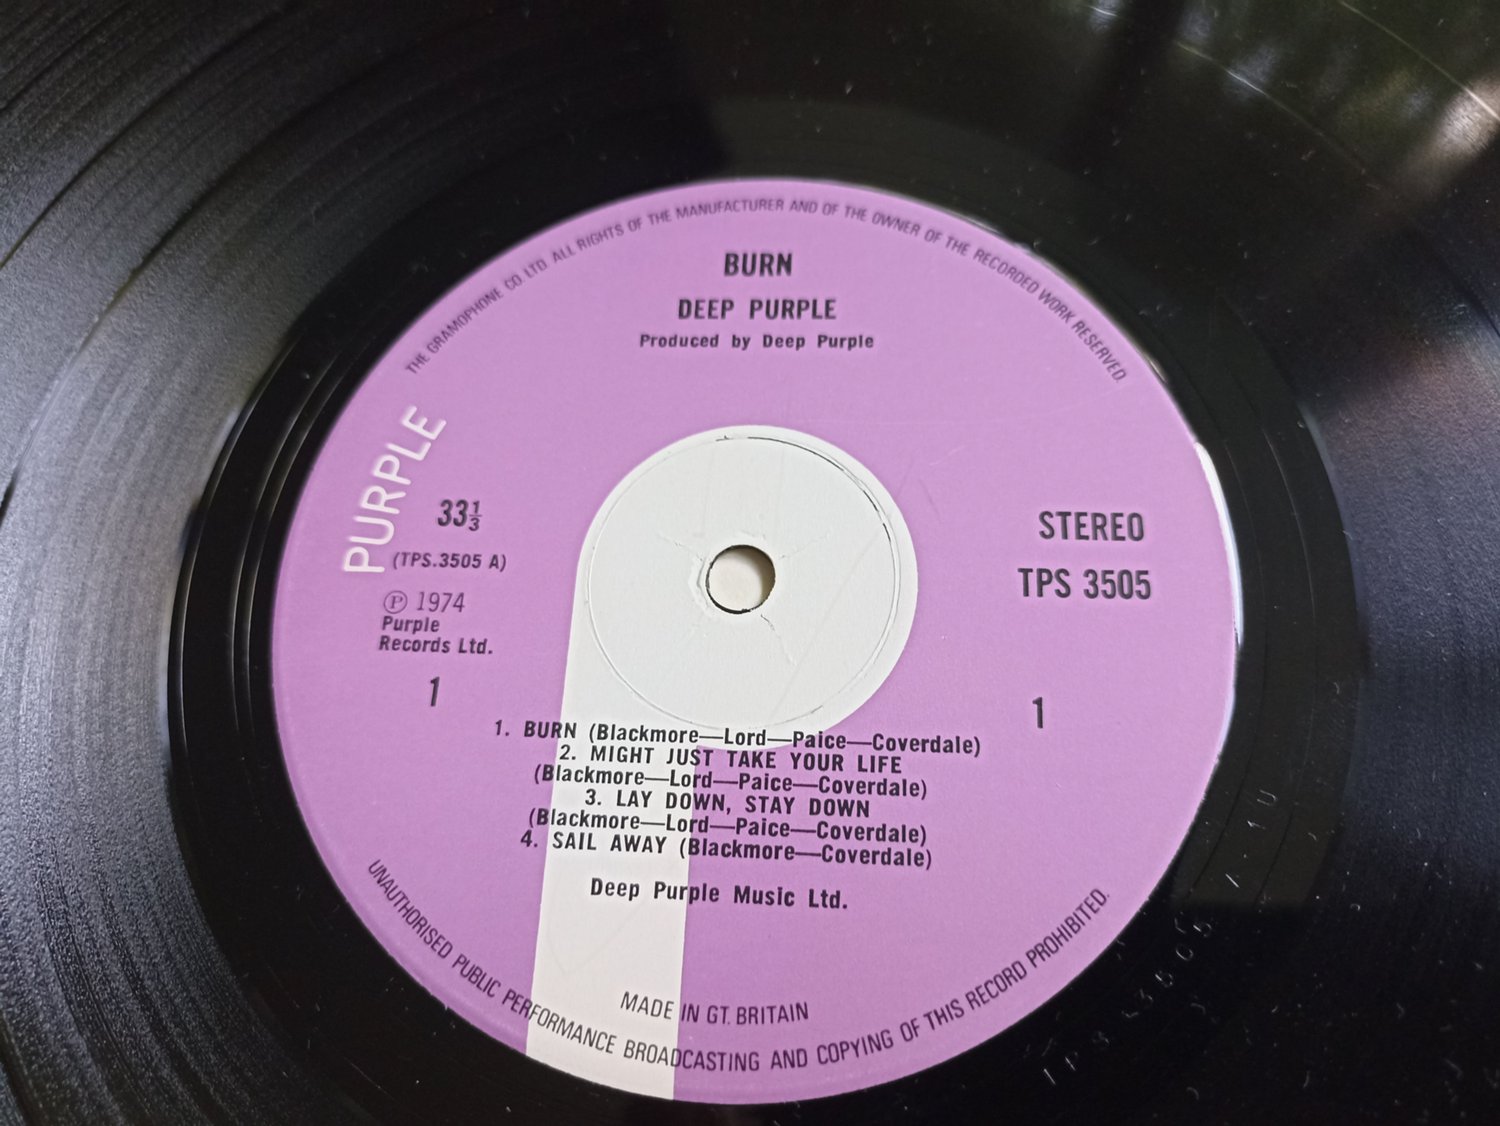 THE GRAMOPHONE CO. LTD. ALL RIGHTS OF THE MANUFACTURER AND OF THE OWNER OF THE RECORDED WORK RESERVED.
BURN
DEEP PURPLE
Produced by Deep Purple
PURPLE
33⅓
(TPS.3505 A)
℗ 1974
Purple
Records Ltd.
1
STEREO
TPS 3505
1
1. BURN (Blackmore—Lord—Paice—Coverdale)
2. MIGHT JUST TAKE YOUR LIFE
(Blackmore—Lord—Paice—Coverdale)
3. LAY DOWN, STAY DOWN
(Blackmore—Lord—Paice—Coverdale)
4. SAIL AWAY (Blackmore—Coverdale)
Deep Purple Music Ltd.
MADE IN GT. BRITAIN
UNAUTHORISED PUBLIC PERFORMANCE BROADCASTING AND COPYING OF THIS RECORD PROHIBITED.